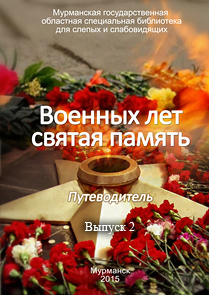 Мурманская государственная
областная специальная библиотека
для слепых и слабовидящих
Военных лет
святая память
Путеводитель
Выпуск 2
Мурманск
2015